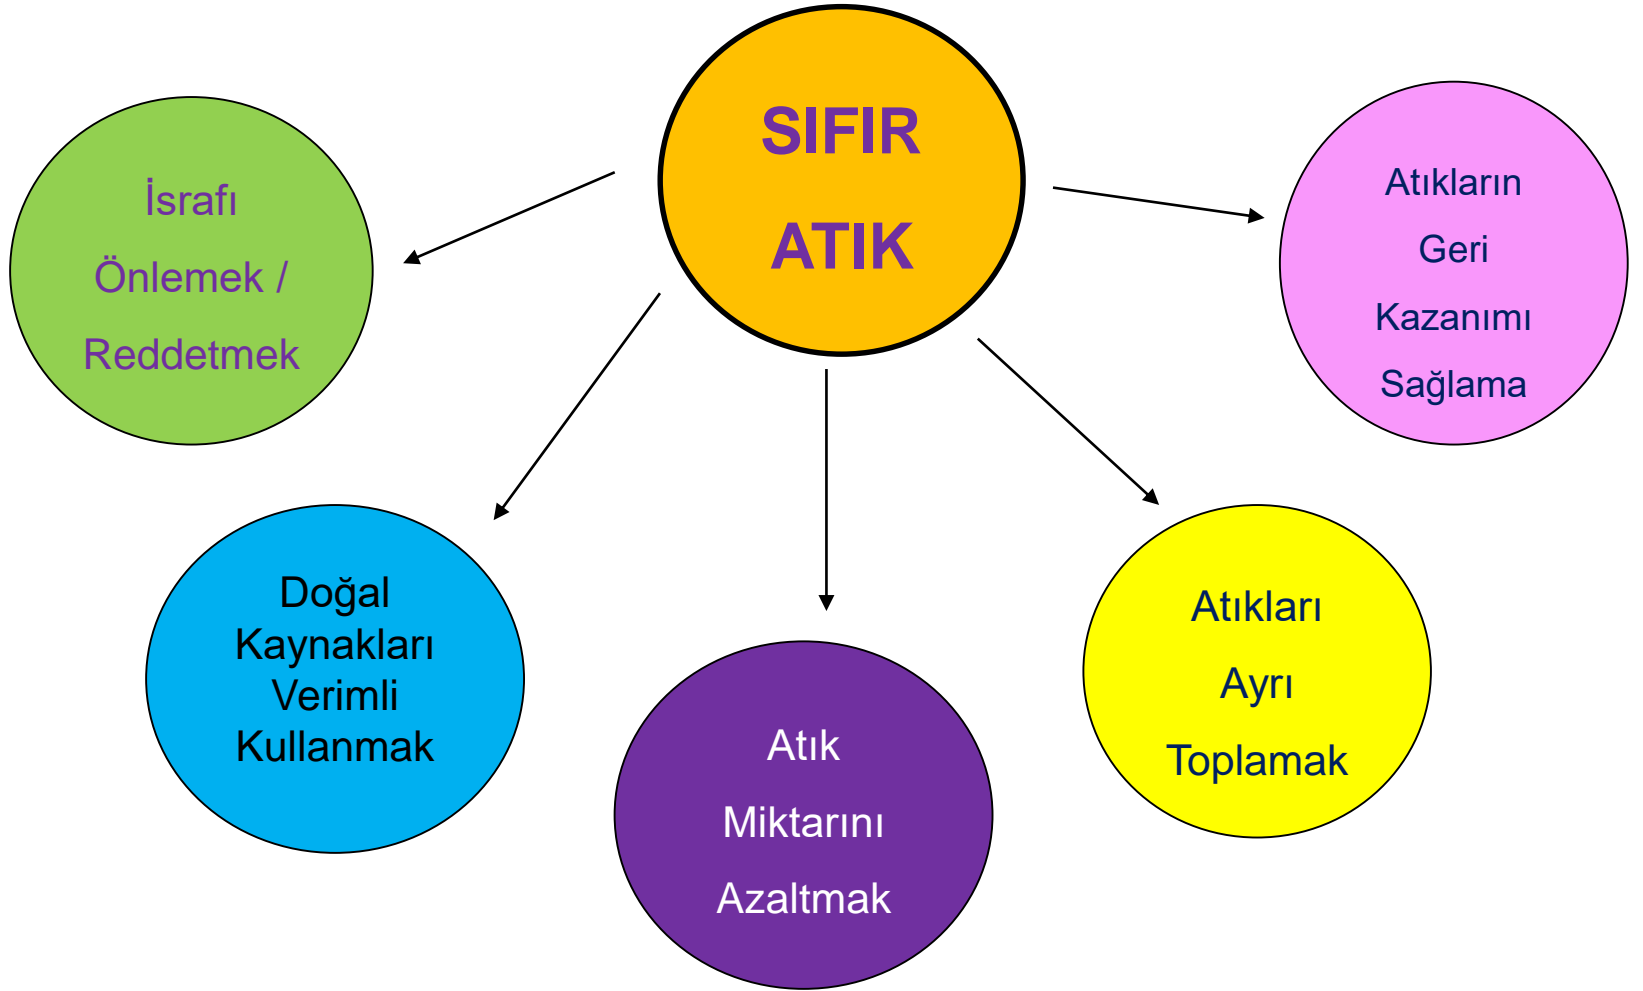 SIFIR
ATIK
İsrafı
Önlemek /
Reddetmek
Doğal
Kaynakları
Verimli
Kullanmak
Atık
Miktarını
Azaltmak
Atıkları
Ayrı
Toplamak
Atıkların
Geri
Kazanımı
Sağlama